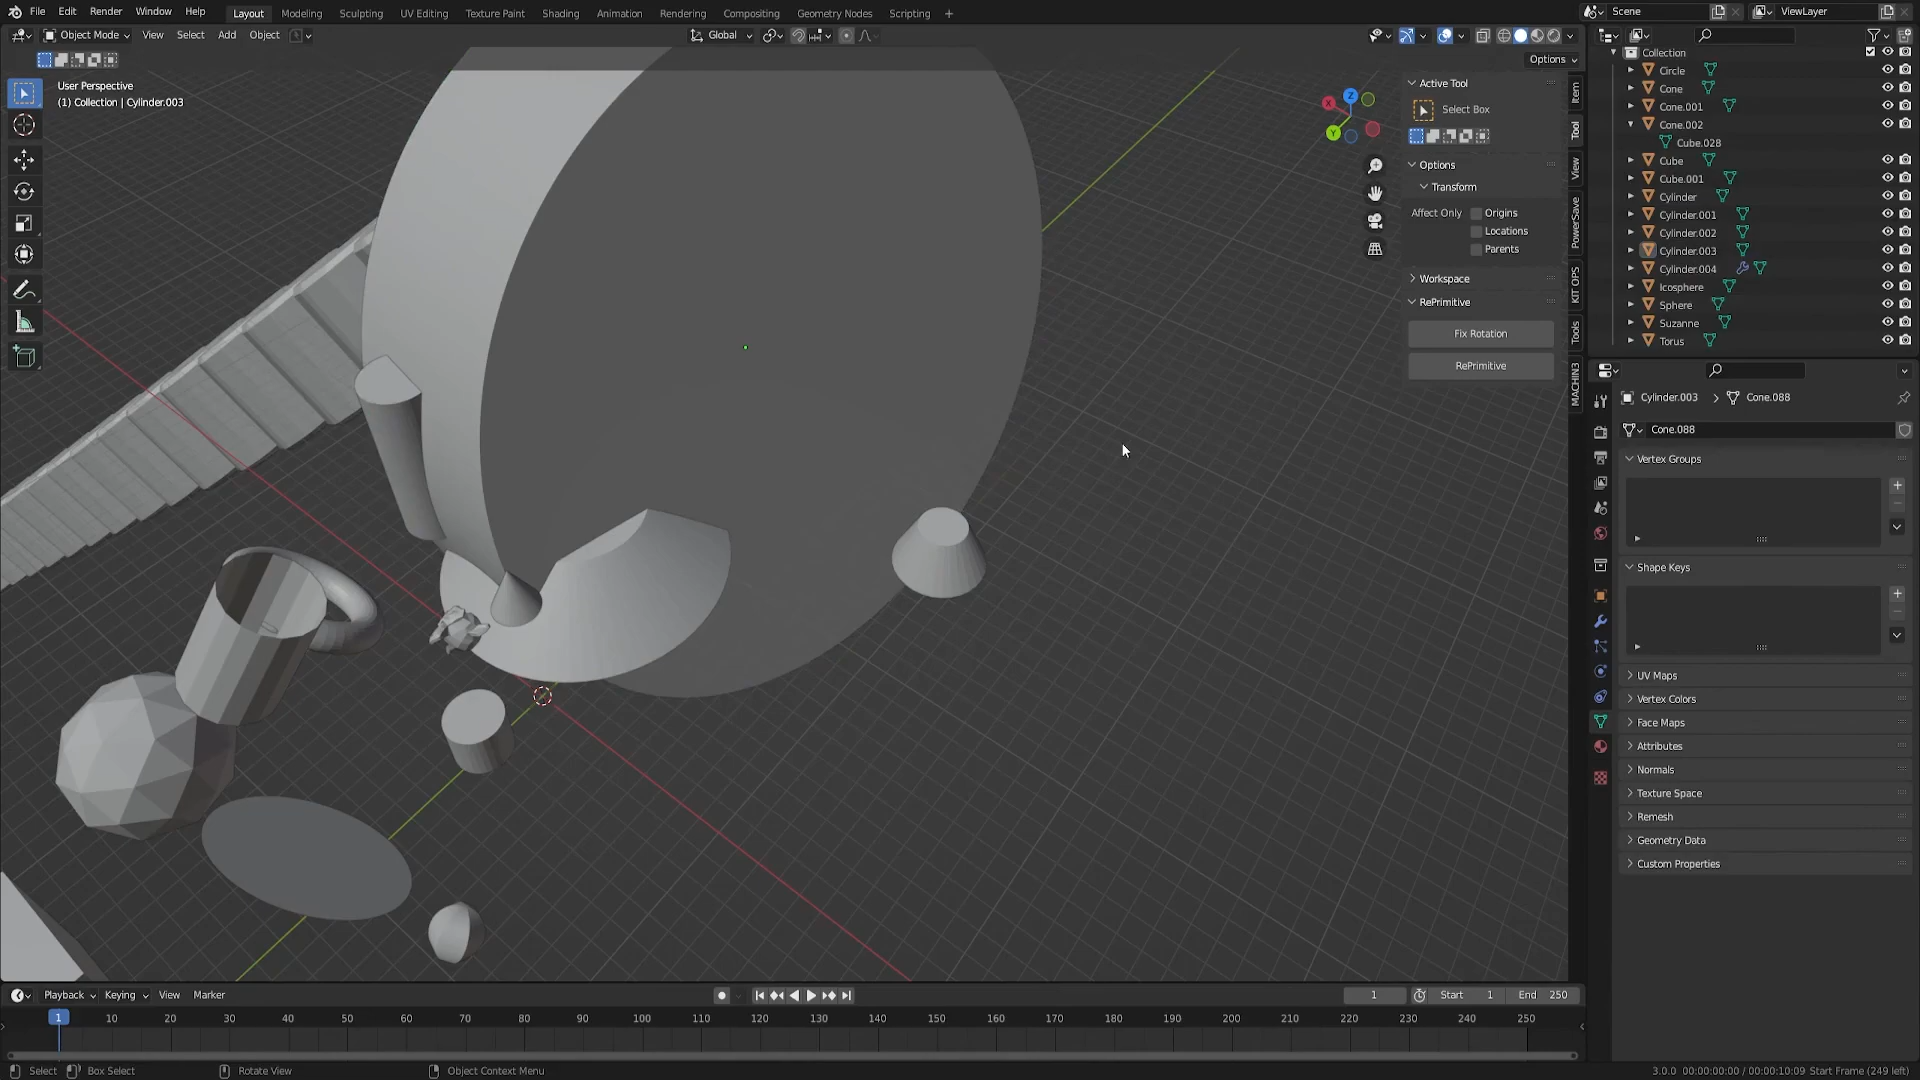 File Edit Render Window Help Layout Modeling Sculpting UV Editing Texture Paint Shading Animation Rendering Compositing Geometry Nodes Scripting + Scene ViewLayer
Object Mode View Select Add Object Global
Options
User Perspective
(1) Collection | Cylinder.003
Active Tool
Select Box
Options
Transform
Affect Only Origins
Locations
Parents
Workspace
RePrimitive
Fix Rotation
RePrimitive
Item
Tool
View
PowerSave
KIT OPS
Tools
MACHIN3
X
Y
Z
Collection
Circle
Cone
Cone.001
Cone.002
Cube.028
Cube
Cube.001
Cylinder
Cylinder.001
Cylinder.002
Cylinder.003
Cylinder.004
Icosphere
Sphere
Suzanne
Torus
Cylinder.003 Cone.088
Cone.088
Vertex Groups
Shape Keys
UV Maps
Vertex Colors
Face Maps
Attributes
Normals
Texture Space
Remesh
Geometry Data
Custom Properties
Playback Keying View Marker 1 Start 1 End 250
1 10 20 30 40 50 60 70 80 90 100 110 120 130 140 150 160 170 180 190 200 210 220 230 240 250
Select Box Select Rotate View Object Context Menu 3.0.0 00:00:00:00 / 00:00:10:09 Start Frame (249 left)